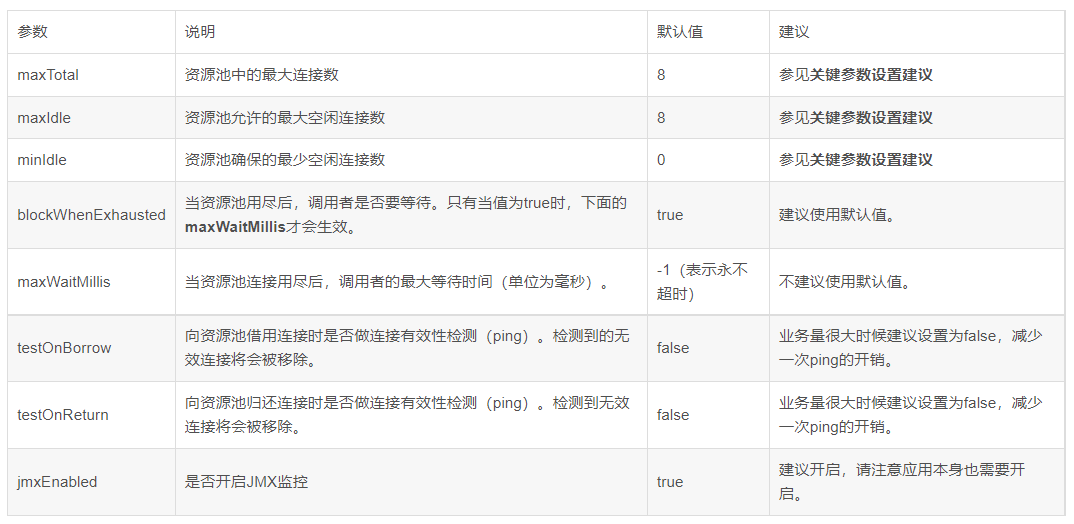 参数 说明 默认值 建议
maxTotal 资源池中的最大连接数 8 参见关键参数设置建议
maxIdle 资源池允许的最大空闲连接数 8 参见关键参数设置建议
minIdle 资源池确保的最少空闲连接数 0 参见关键参数设置建议
blockWhenExhausted
当资源池用尽后，调用者是否要等待。只有当值为true时，下面的
maxWaitMillis才会生效。
true
建议使用默认值。
maxWaitMillis
当资源池连接用尽后，调用者的最大等待时间（单位为毫秒）。
-1（表示永不
超时）
不建议使用默认值。
testOnBorrow
向资源池借用连接时是否做连接有效性检测（ping）。检测到的无
效连接将会被移除。
false
业务量很大时候建议设置为false，减少
一次ping的开销。
testOnReturn
向资源池归还连接时是否做连接有效性检测（ping）。检测到无效
连接将会被移除。
false
业务量很大时候建议设置为false，减少
一次ping的开销。
jmxEnabled
是否开启JMX监控
true
建议开启，请注意应用本身也需要开
启。